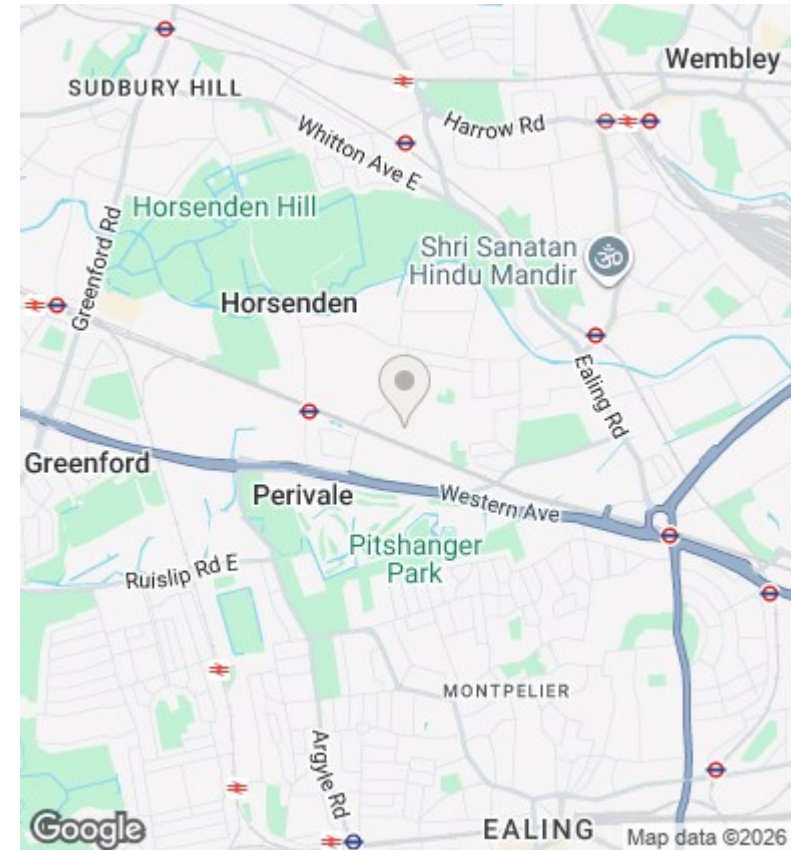 Wembley
SUDBURY HILL
Harrow Rd
Whitton Ave E
Horsenden Hill
Greenford Rd
Shri Sanatan
Hindu Mandir
ॐ
Horsenden
Ealing Rd
Greenford
Perivale
Western Ave
Pitshanger
Park
Ruislip Rd E
MONTPELIER
Argyle Rd
Google
EALING
Map data ©2026